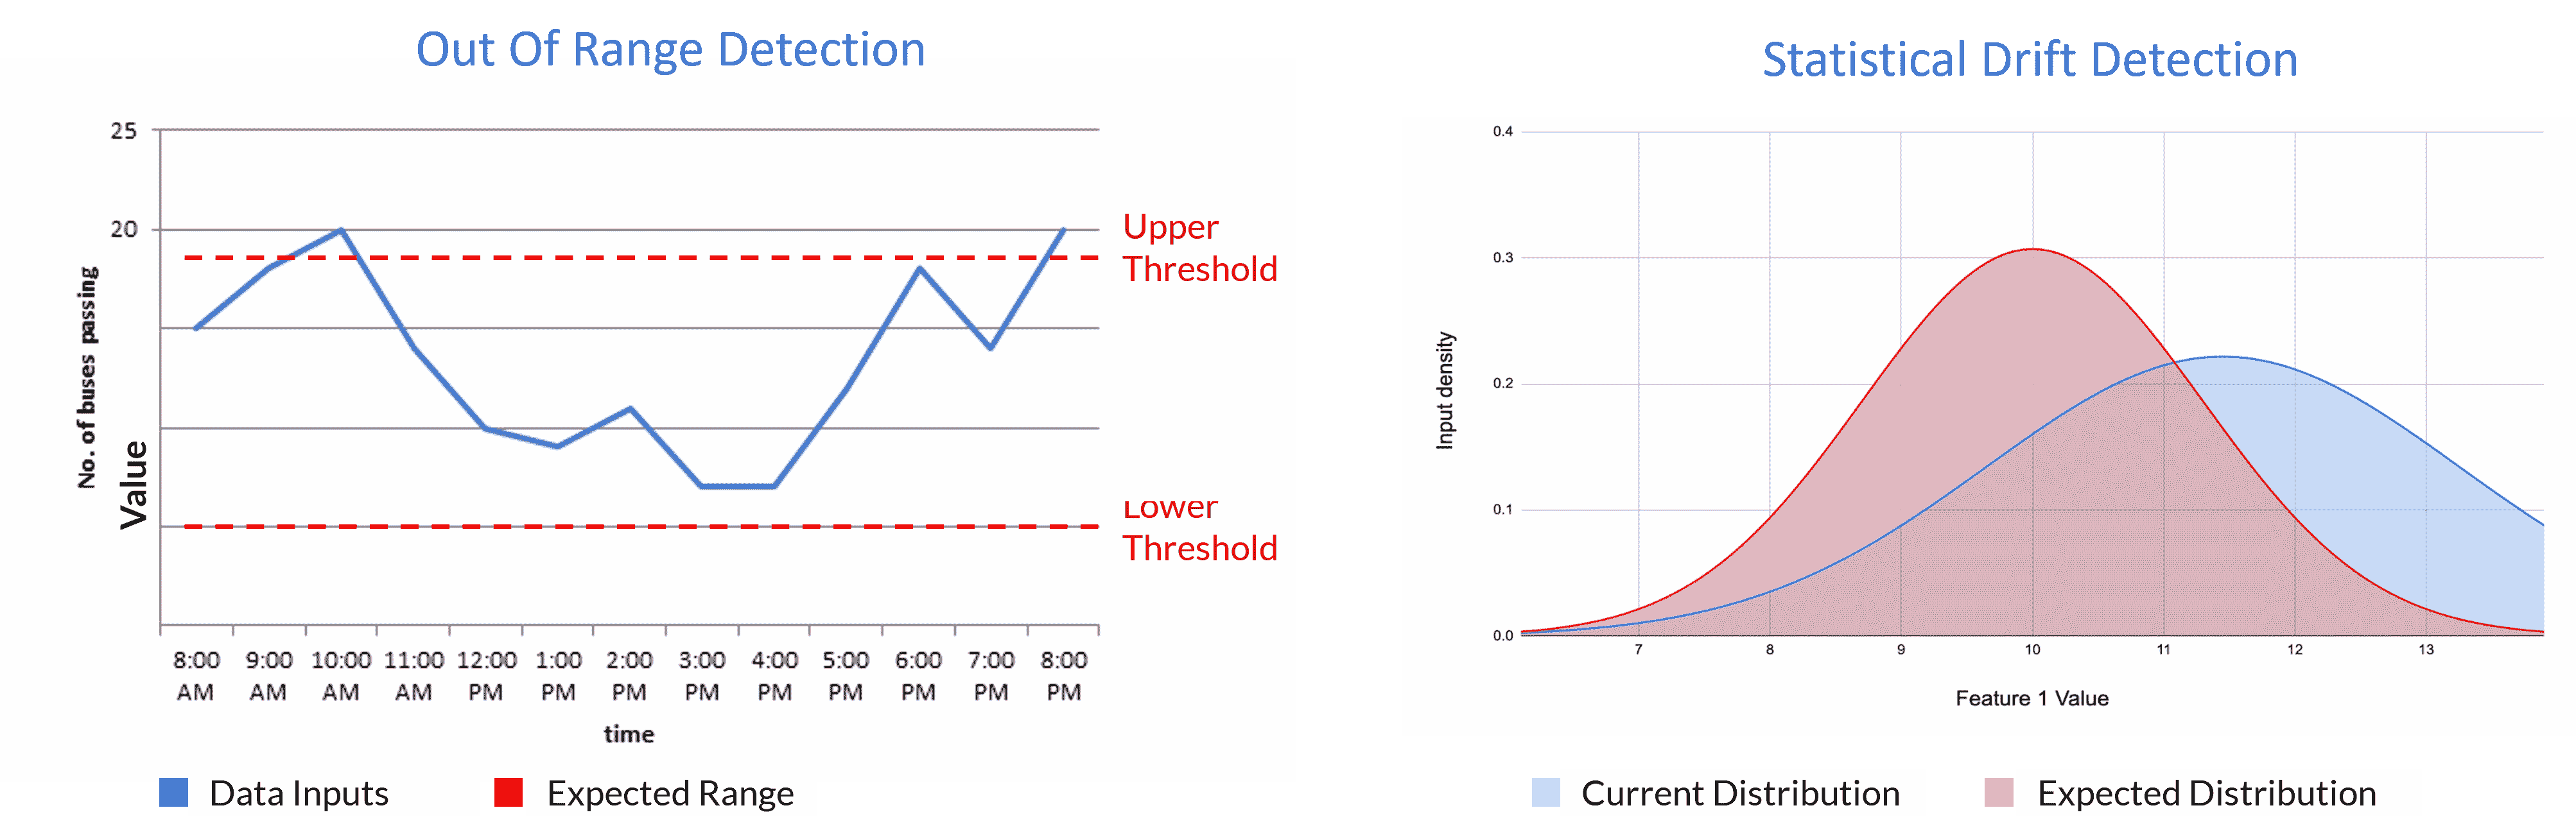 Out Of Range Detection
25
20
No. of buses passing
Value
Upper
Threshold
Lower
Threshold
8:00 9:00 10:00 11:00 12:00 1:00 2:00 3:00 4:00 5:00 6:00 7:00 8:00
AM AM AM AM PM PM PM PM PM PM PM PM PM
time
Data Inputs Expected Range
Statistical Drift Detection
0.4
0.3
0.2
0.1
0.0
Input density
7 8 9 10 11 12 13
Feature 1 Value
Current Distribution Expected Distribution